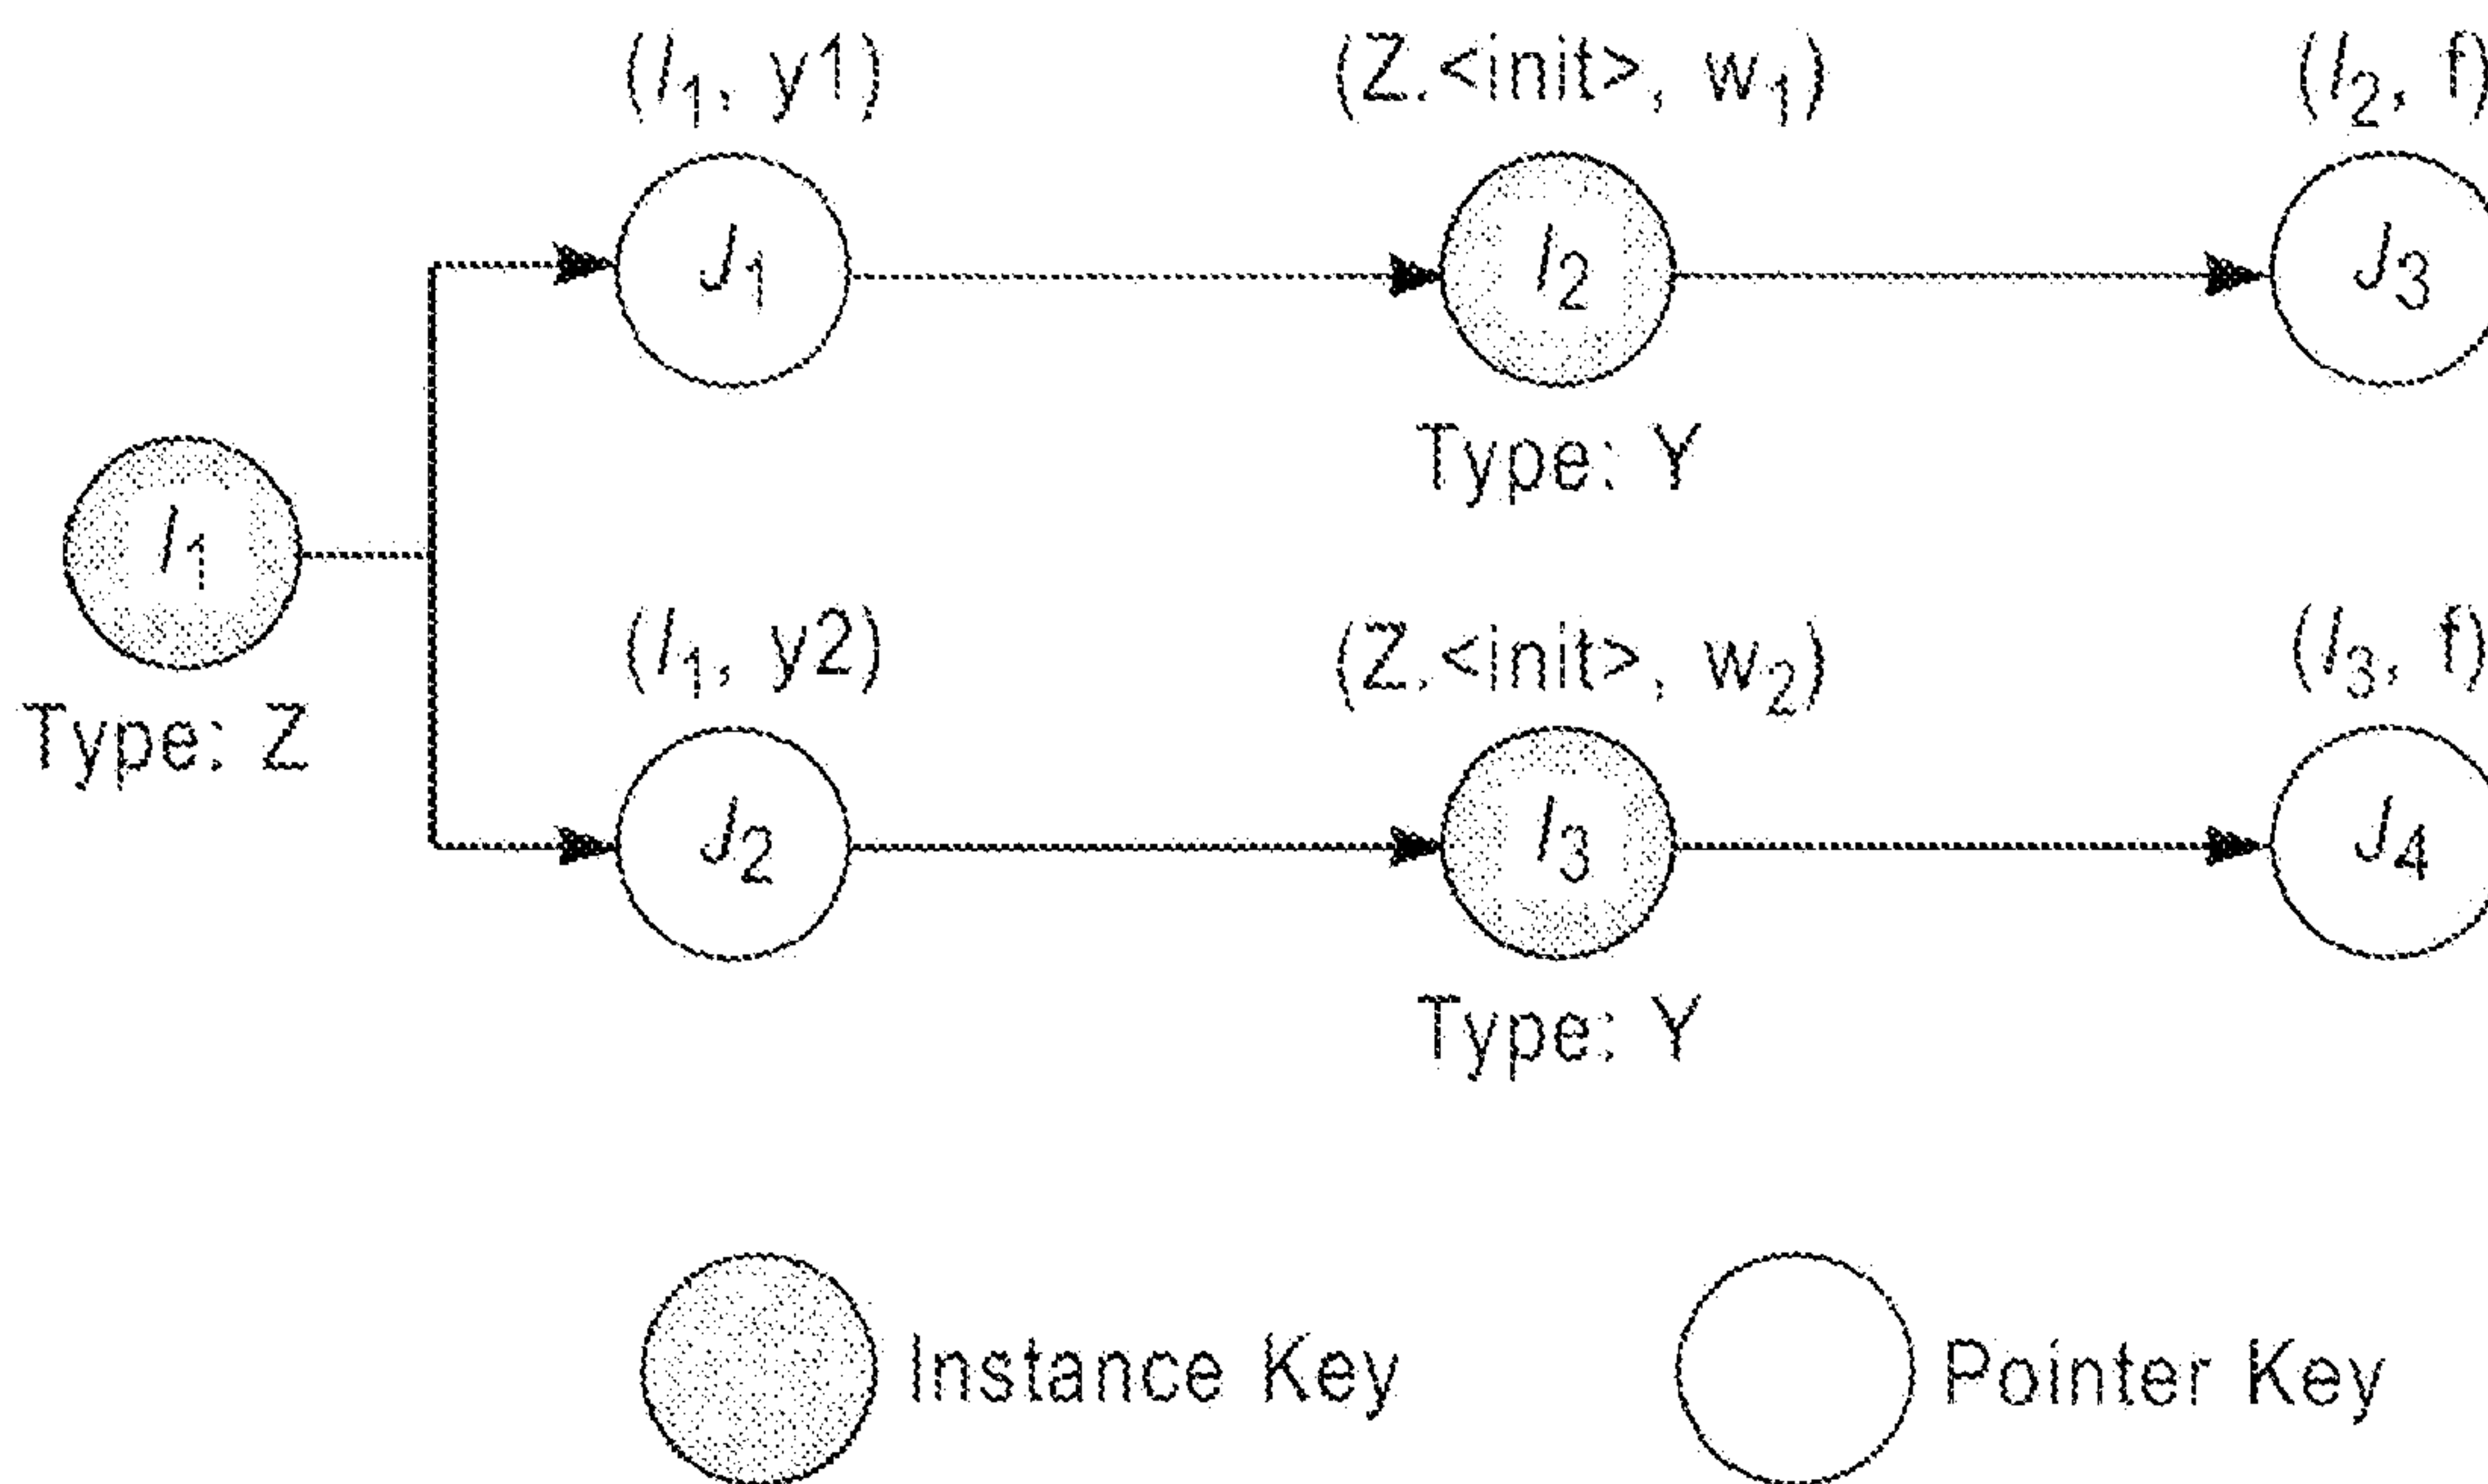 (I₁, y1) (Z.<init>, w₁) (I₂, f)
J₁ I₂ J₃
Type: Y
I₁
(I₁, y2) (Z.<init>, w₂) (I₃, f)
Type: Z
J₂ I₃ J₄
Type: Y
Instance Key Pointer Key